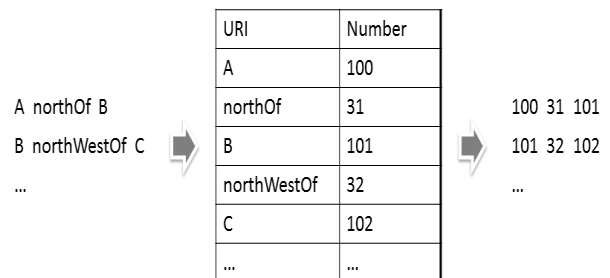 A northOf B
B northWestOf C
...
URI Number
A 100
northOf 31
B 101
northWestOf 32
C 102
... ...
100 31 101
101 32 102
...